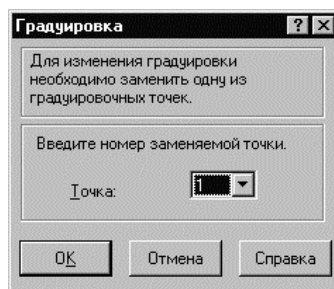 Градуировка
Для изменения градуировки
необходимо заменить одну из
градуировочных точек.
Введите номер заменяемой точки.
Точка: 1
OK Отмена Справка